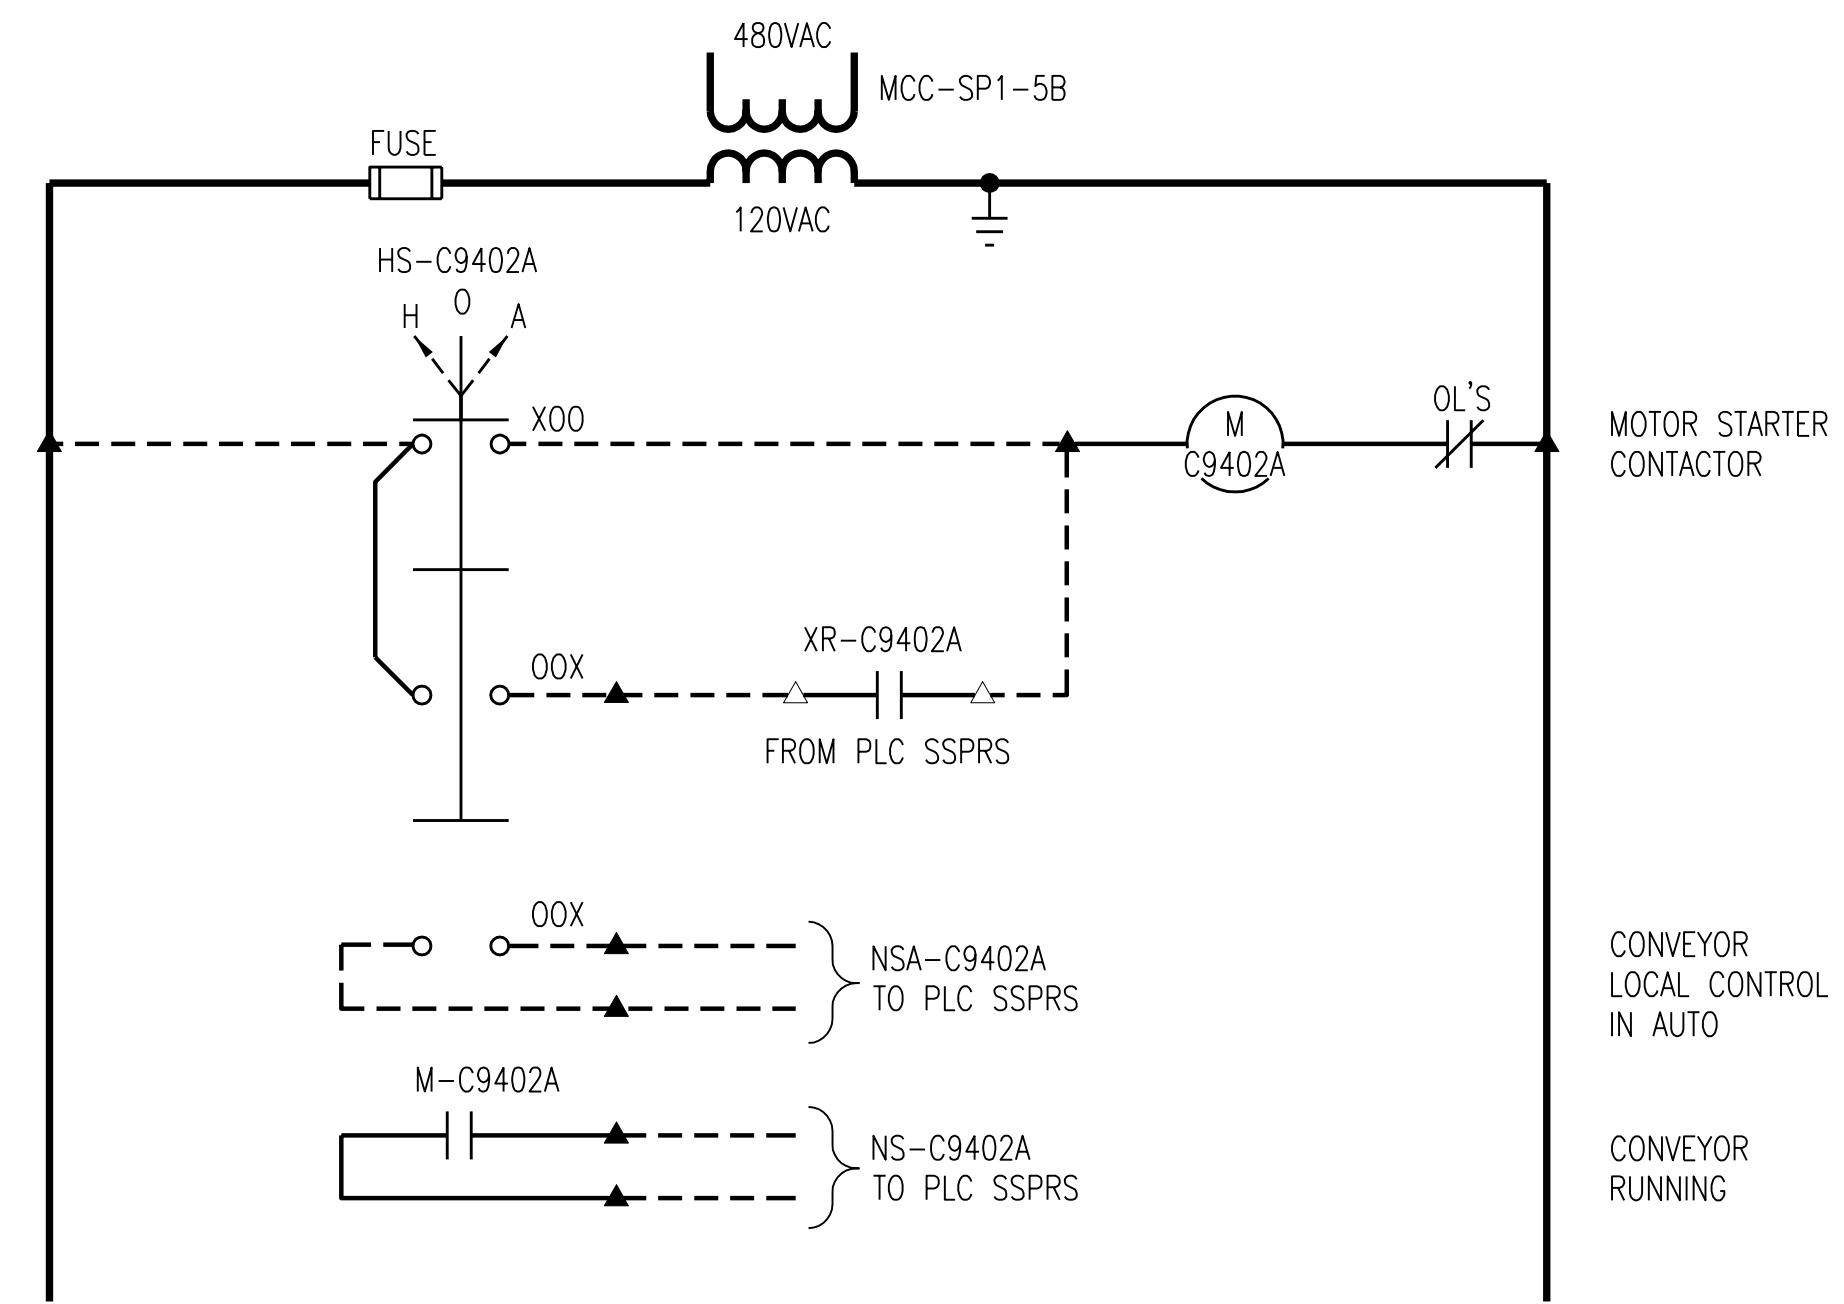 480VAC
MCC-SP1-5B
FUSE
120VAC
HS-C9402A
O
H
A
XOO
M
C9402A
OL'S
MOTOR STARTER
CONTACTOR
XR-C9402A
OOX
FROM PLC SSPRS
OOX
NSA-C9402A
TO PLC SSPRS
CONVEYOR
LOCAL CONTROL
IN AUTO
M-C9402A
NS-C9402A
TO PLC SSPRS
CONVEYOR
RUNNING